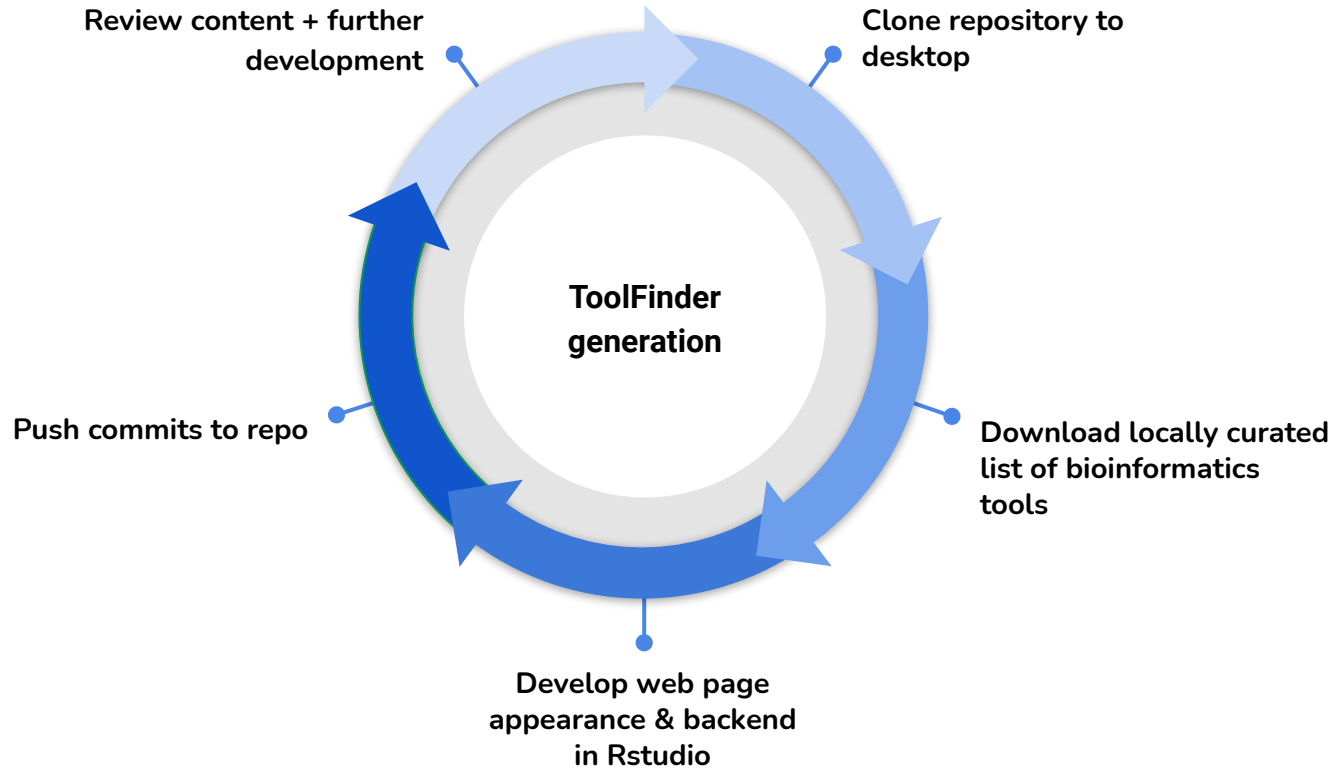 Review content + further
development
Clone repository to
desktop
ToolFinder
generation
Push commits to repo
Download locally curated
list of bioinformatics
tools
Develop web page
appearance & backend
in Rstudio